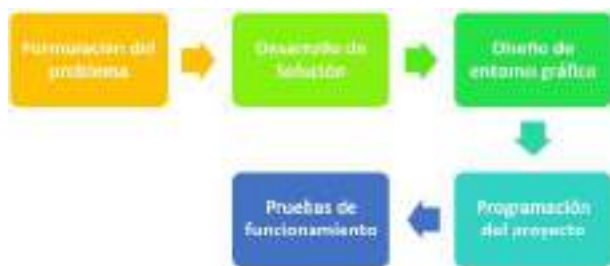 Formulación del
problema
Desarrollo de
Solución
Diseño de
entorno gráfico
Programación
del proyecto
Pruebas de
funcionamiento